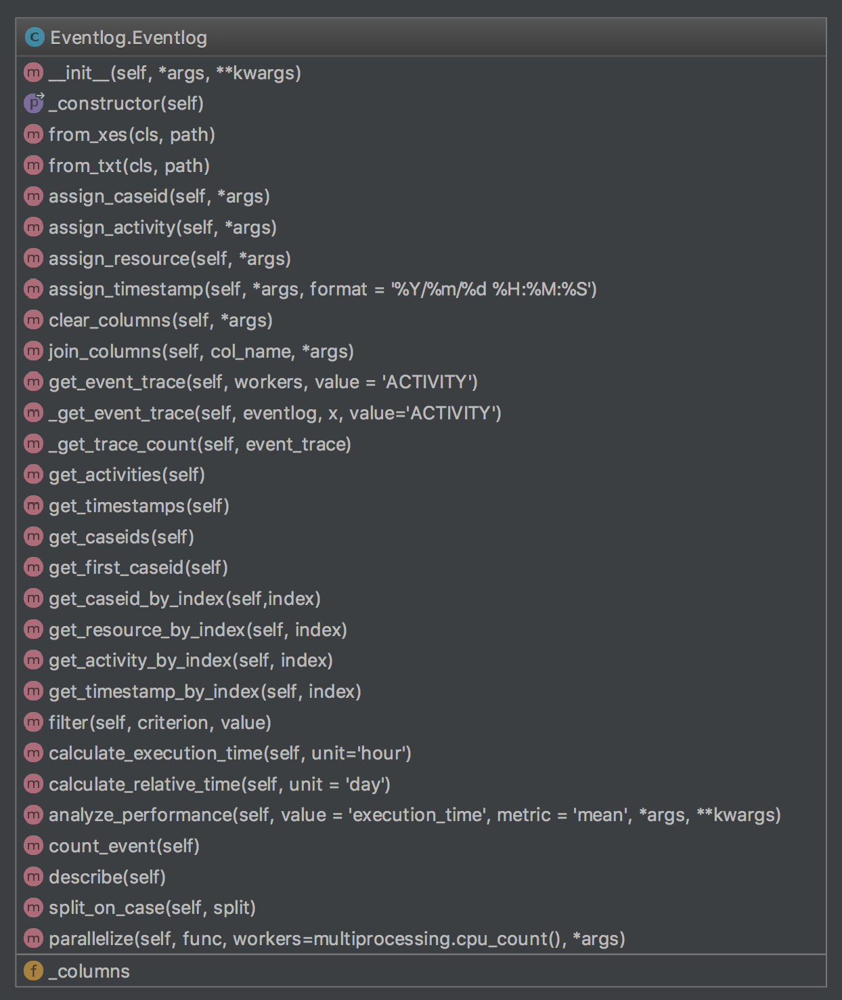 C Eventlog.Eventlog
m __init__(self, *args, **kwargs)
p _constructor(self)
m from_xes(cls, path)
m from_txt(cls, path)
m assign_caseid(self, *args)
m assign_activity(self, *args)
m assign_resource(self, *args)
m assign_timestamp(self, *args, format = '%Y/%m/%d %H:%M:%S')
m clear_columns(self, *args)
m join_columns(self, col_name, *args)
m get_event_trace(self, workers, value = 'ACTIVITY')
m _get_event_trace(self, eventlog, x, value='ACTIVITY')
m _get_trace_count(self, event_trace)
m get_activities(self)
m get_timestamps(self)
m get_caseids(self)
m get_first_caseid(self)
m get_caseid_by_index(self,index)
m get_resource_by_index(self, index)
m get_activity_by_index(self, index)
m get_timestamp_by_index(self, index)
m filter(self, criterion, value)
m calculate_execution_time(self, unit='hour')
m calculate_relative_time(self, unit = 'day')
m analyze_performance(self, value = 'execution_time', metric = 'mean', *args, **kwargs)
m count_event(self)
m describe(self)
m split_on_case(self, split)
m parallelize(self, func, workers=multiprocessing.cpu_count(), *args)
f _columns